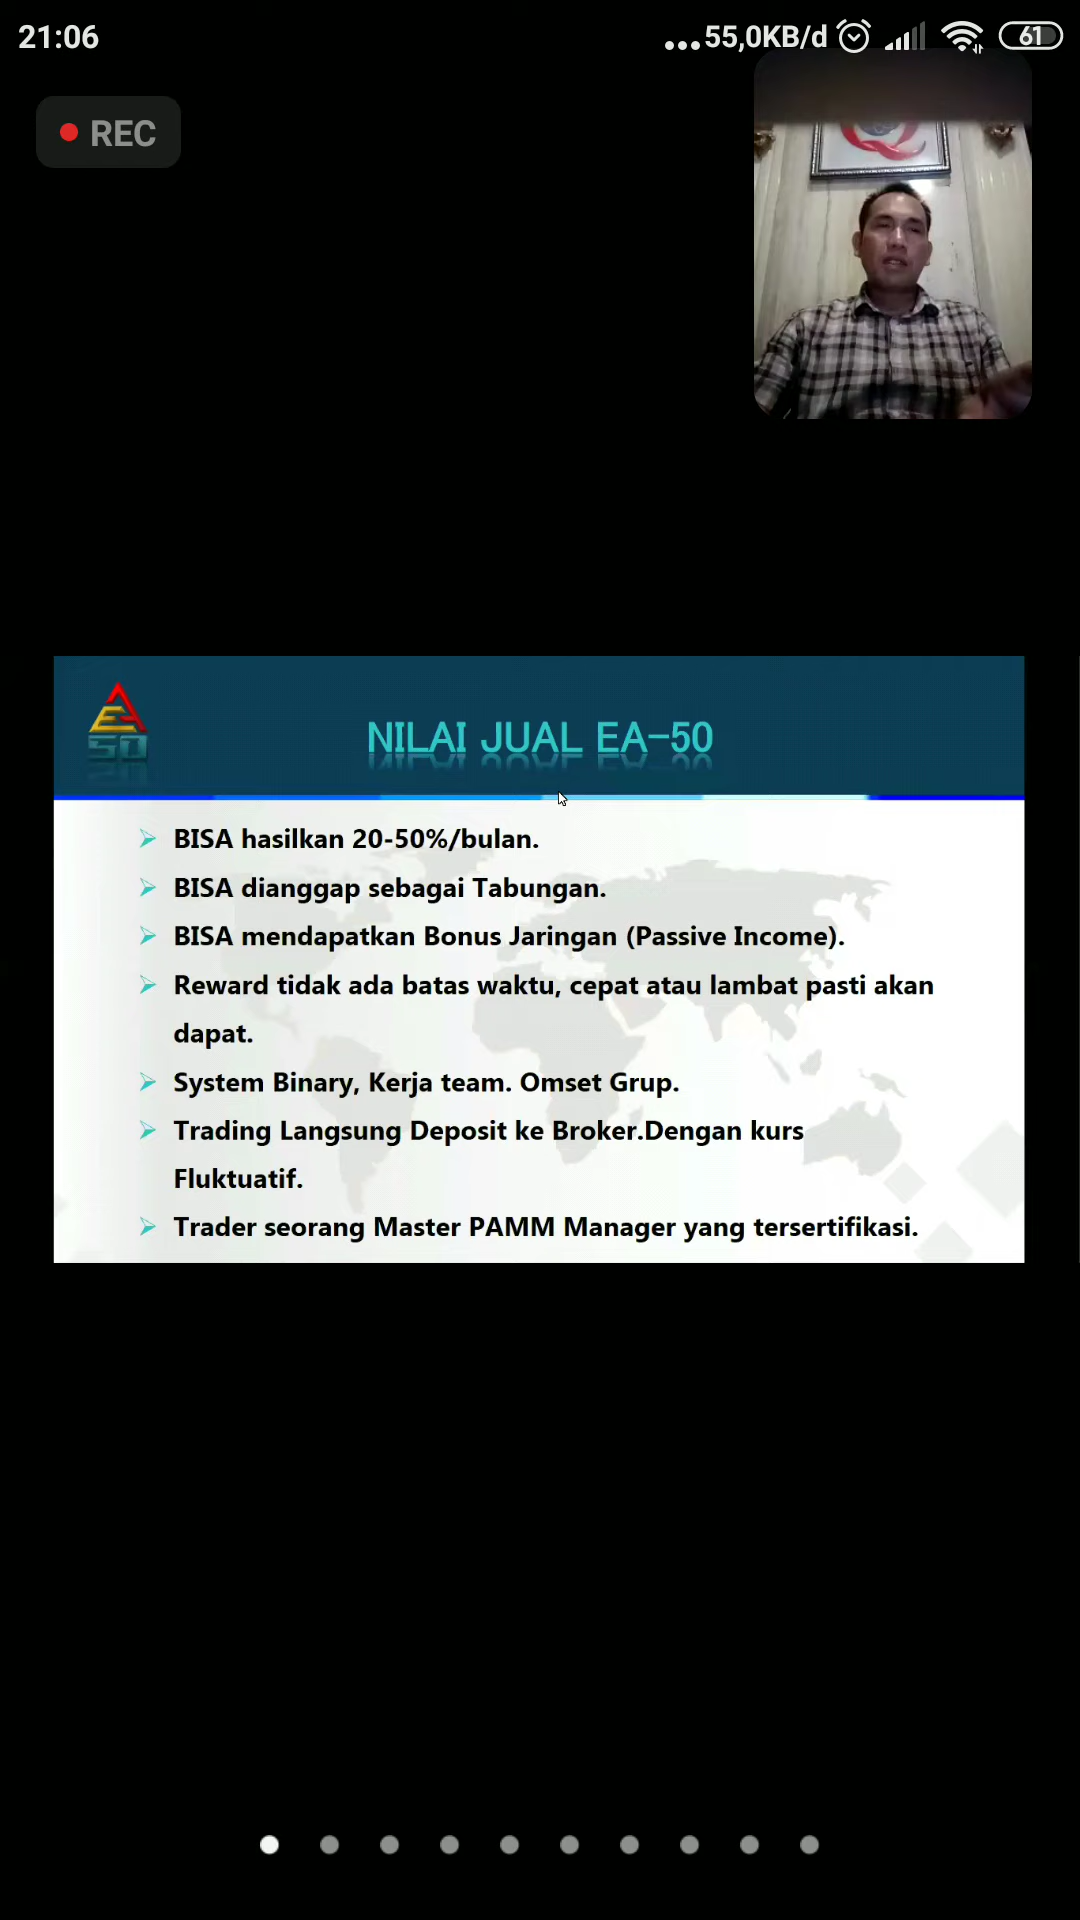 21:06
...55,0KB/d
61
REC
EA
50
NILAI JUAL EA-50
BISA hasilkan 20-50%/bulan.
BISA dianggap sebagai Tabungan.
BISA mendapatkan Bonus Jaringan (Passive Income).
Reward tidak ada batas waktu, cepat atau lambat pasti akan
dapat.
System Binary, Kerja team. Omset Grup.
Trading Langsung Deposit ke Broker.Dengan kurs
Fluktuatif.
Trader seorang Master PAMM Manager yang tersertifikasi.